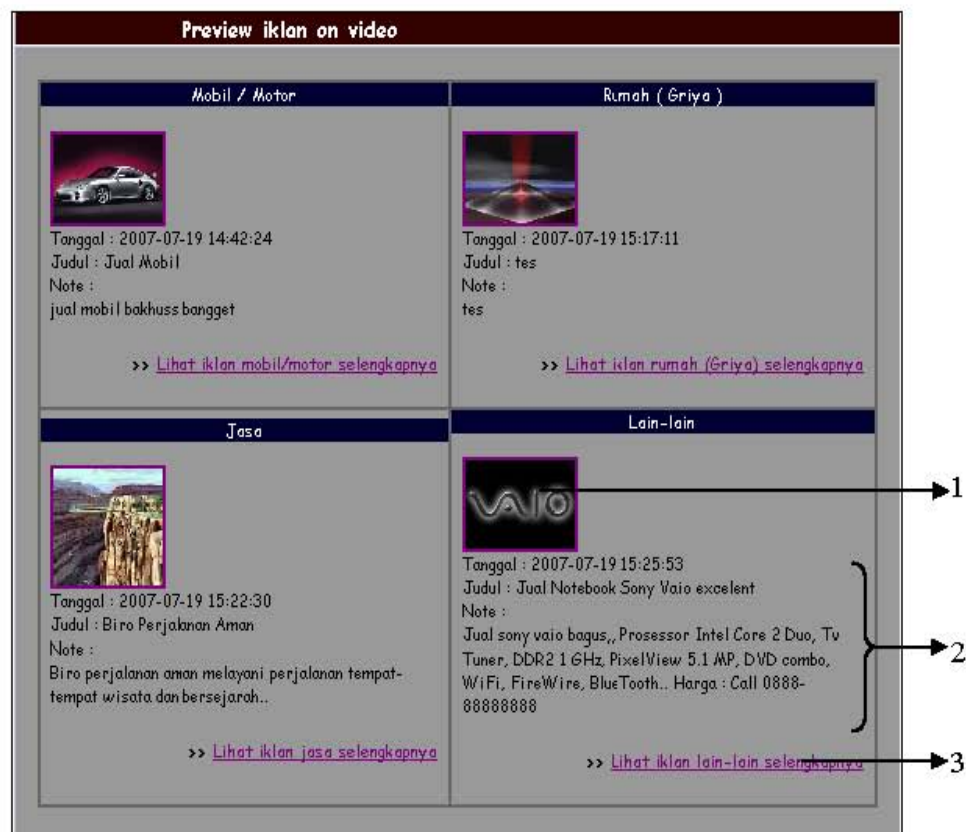 Preview iklan on video
Mobil / Motor
Tanggal : 2007-07-19 14:42:24
Judul : Jual Mobil
Note :
jual mobil bakhuss bangget
>> Lihat iklan mobil/motor selengkapnya
Rumah ( Griya )
Tanggal : 2007-07-19 15:17:11
Judul : tes
Note :
tes
>> Lihat iklan rumah (Griya) selengkapnya
Jasa
Tanggal : 2007-07-19 15:22:30
Judul : Biro Perjalanan Aman
Note :
Biro perjalanan aman melayani perjalanan tempat-
tempat wisata dan bersejarah..
>> Lihat iklan jasa selengkapnya
Lain-lain
VAIO
1
Tanggal : 2007-07-19 15:25:53
Judul : Jual Notebook Sony Vaio excelent
Note :
Jual sony vaio bagus,, Prosessor Intel Core 2 Duo, Tv
Tuner, DDR2 1 GHz, PixelView 5.1 MP, DVD combo,
WiFi, FireWire, BlueTooth.. Harga : Call 0888-
88888888
2
>> Lihat iklan lain-lain selengkapnya
3